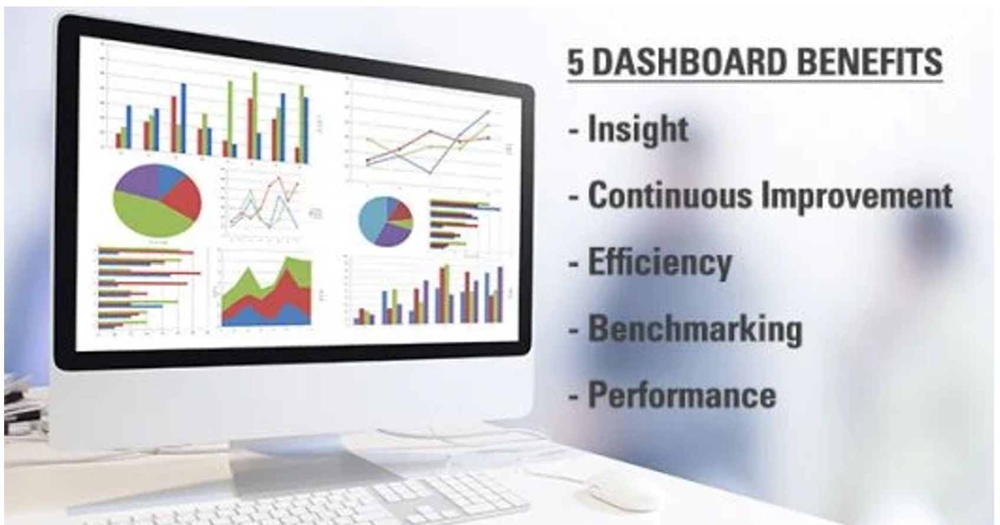 5 DASHBOARD BENEFITS
- Insight
- Continuous Improvement
- Efficiency
- Benchmarking
- Performance